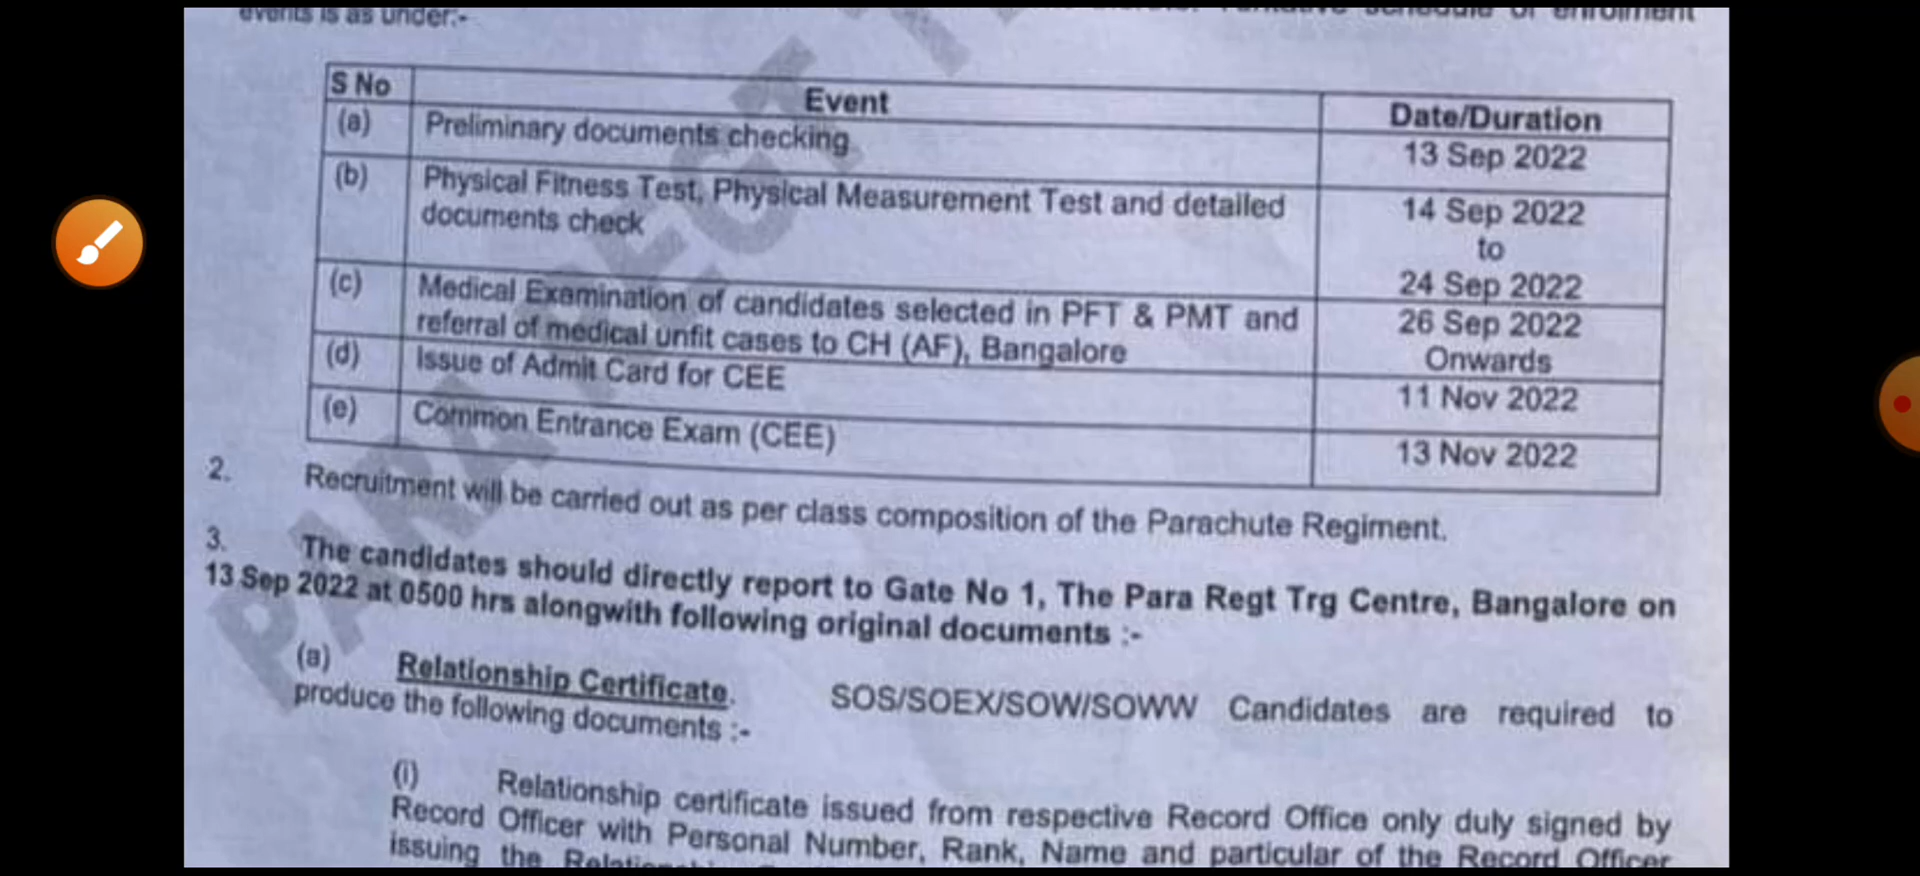 events is as under:-
schedule of enrolment
S No Event Date/Duration
(a) Preliminary documents checking 13 Sep 2022
(b) Physical Fitness Test, Physical Measurement Test and detailed
documents check
14 Sep 2022
to
24 Sep 2022
(c) Medical Examination of candidates selected in PFT & PMT and
referral of medical unfit cases to CH (AF), Bangalore
26 Sep 2022
Onwards
(d) Issue of Admit Card for CEE 11 Nov 2022
(e) Common Entrance Exam (CEE) 13 Nov 2022
2. Recruitment will be carried out as per class composition of the Parachute Regiment.
3. The candidates should directly report to Gate No 1, The Para Regt Trg Centre, Bangalore on
13 Sep 2022 at 0500 hrs alongwith following original documents :-
(a) Relationship Certificate. SOS/SOEX/SOW/SOWW Candidates are required to
produce the following documents :-
(i) Relationship certificate issued from respective Record Office only duly signed by
Record Officer with Personal Number, Rank, Name and particular of the Record Officer
issuing the
PARA REGT